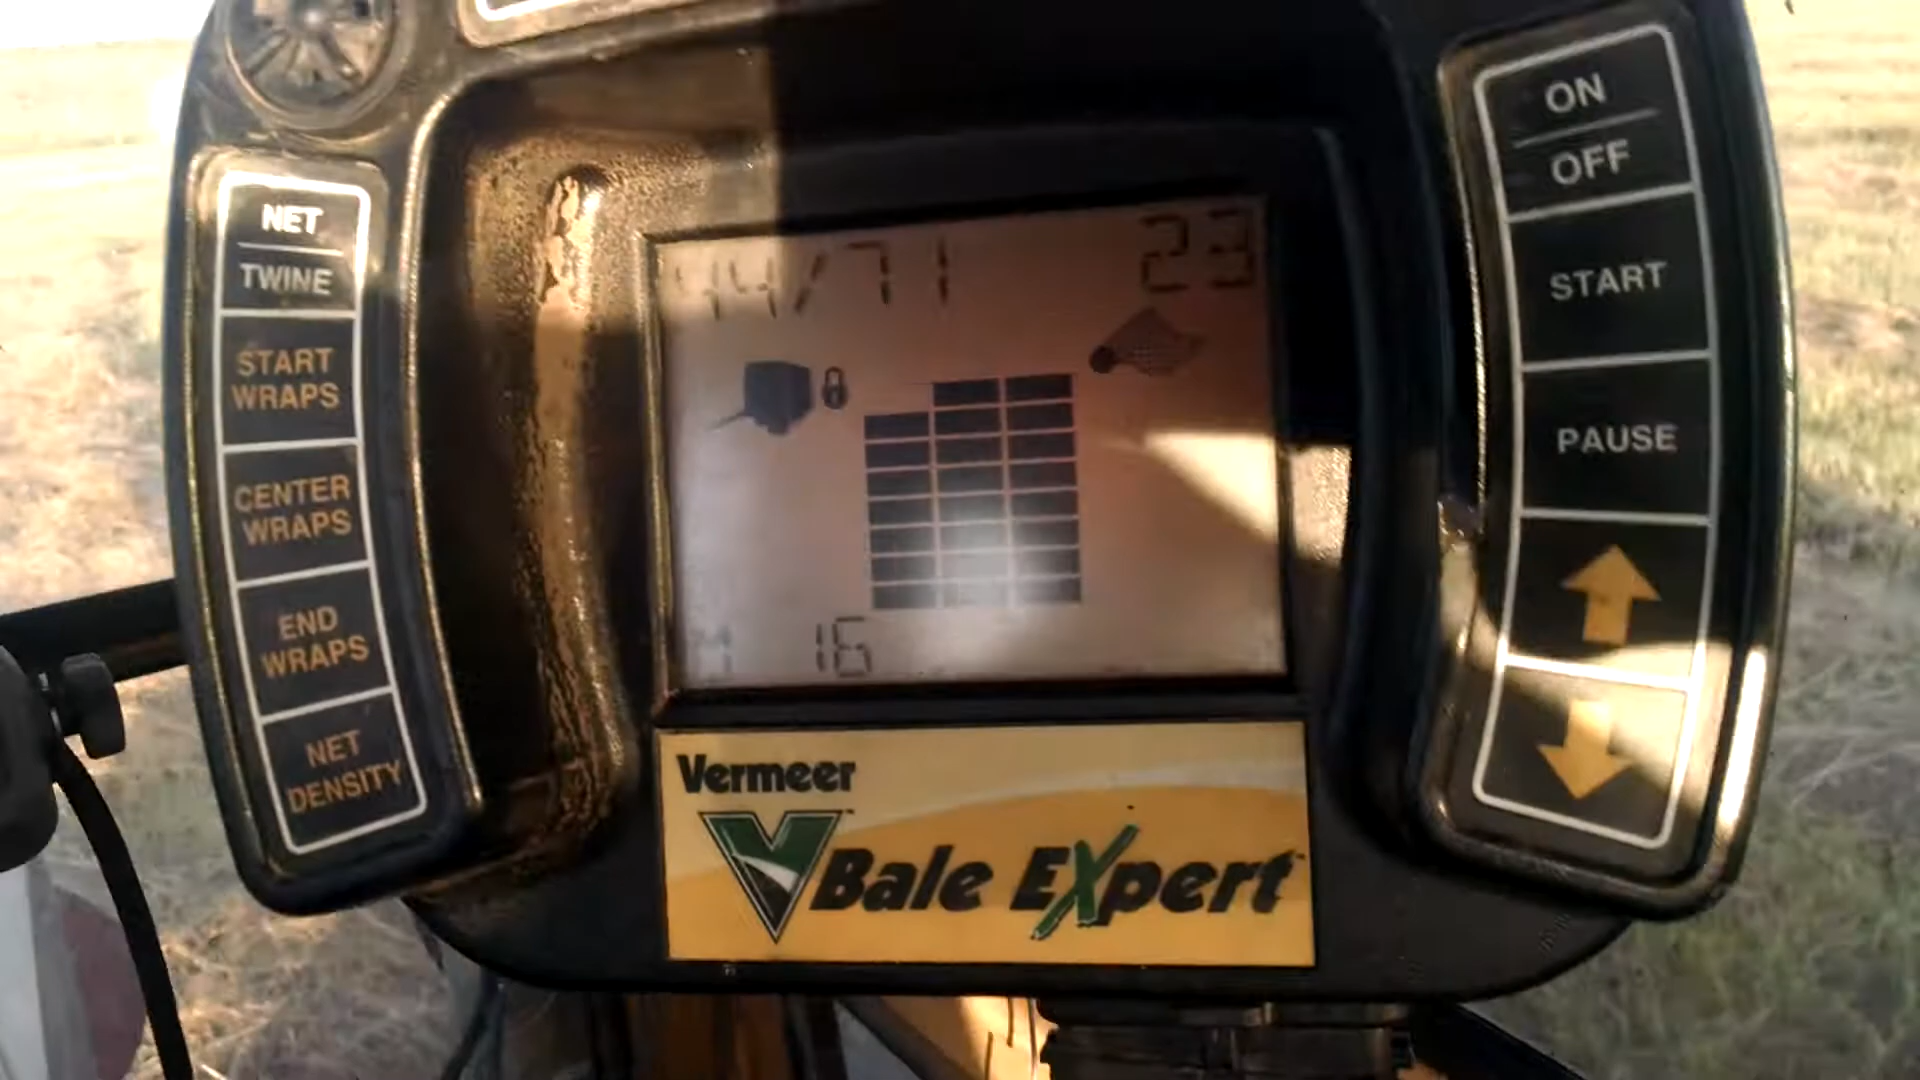 NET
TWINE
START
WRAPS
CENTER
WRAPS
END
WRAPS
NET
DENSITY
44/71
23
16
ON
OFF
START
PAUSE
Vermeer
Bale Expert